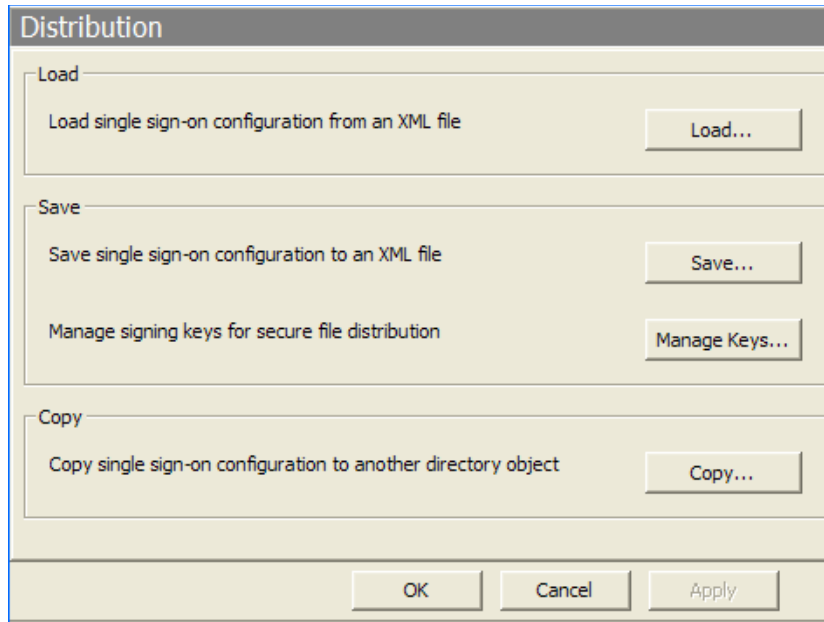 Distribution
Load
Load single sign-on configuration from an XML file
Load...
Save
Save single sign-on configuration to an XML file
Save...
Manage signing keys for secure file distribution
Manage Keys...
Copy
Copy single sign-on configuration to another directory object
Copy...
OK
Cancel
Apply